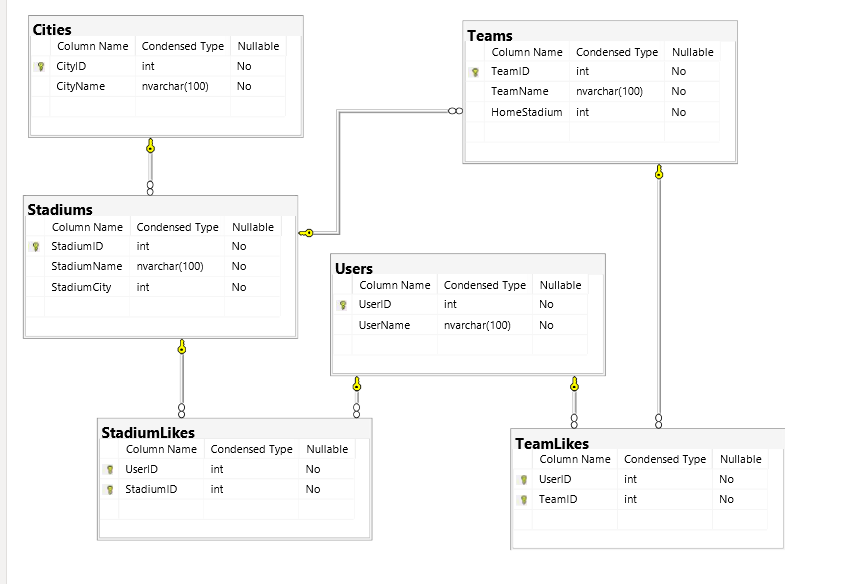 Cities
Column Name Condensed Type Nullable
CityID int No
CityName nvarchar(100) No
Teams
Column Name Condensed Type Nullable
TeamID int No
TeamName nvarchar(100) No
HomeStadium int No
Stadiums
Column Name Condensed Type Nullable
StadiumID int No
StadiumName nvarchar(100) No
StadiumCity int No
Users
Column Name Condensed Type Nullable
UserID int No
UserName nvarchar(100) No
StadiumLikes
Column Name Condensed Type Nullable
UserID int No
StadiumID int No
TeamLikes
Column Name Condensed Type Nullable
UserID int No
TeamID int No